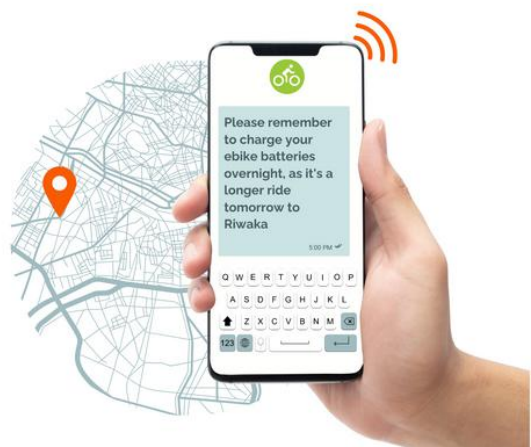 Please remember
to charge your
ebike batteries
overnight, as it's a
longer ride
tomorrow to
Riwaka
5:00 PM
Q W E R T Y U I O P
A S D F G H J K L
Z X C V B N M
123